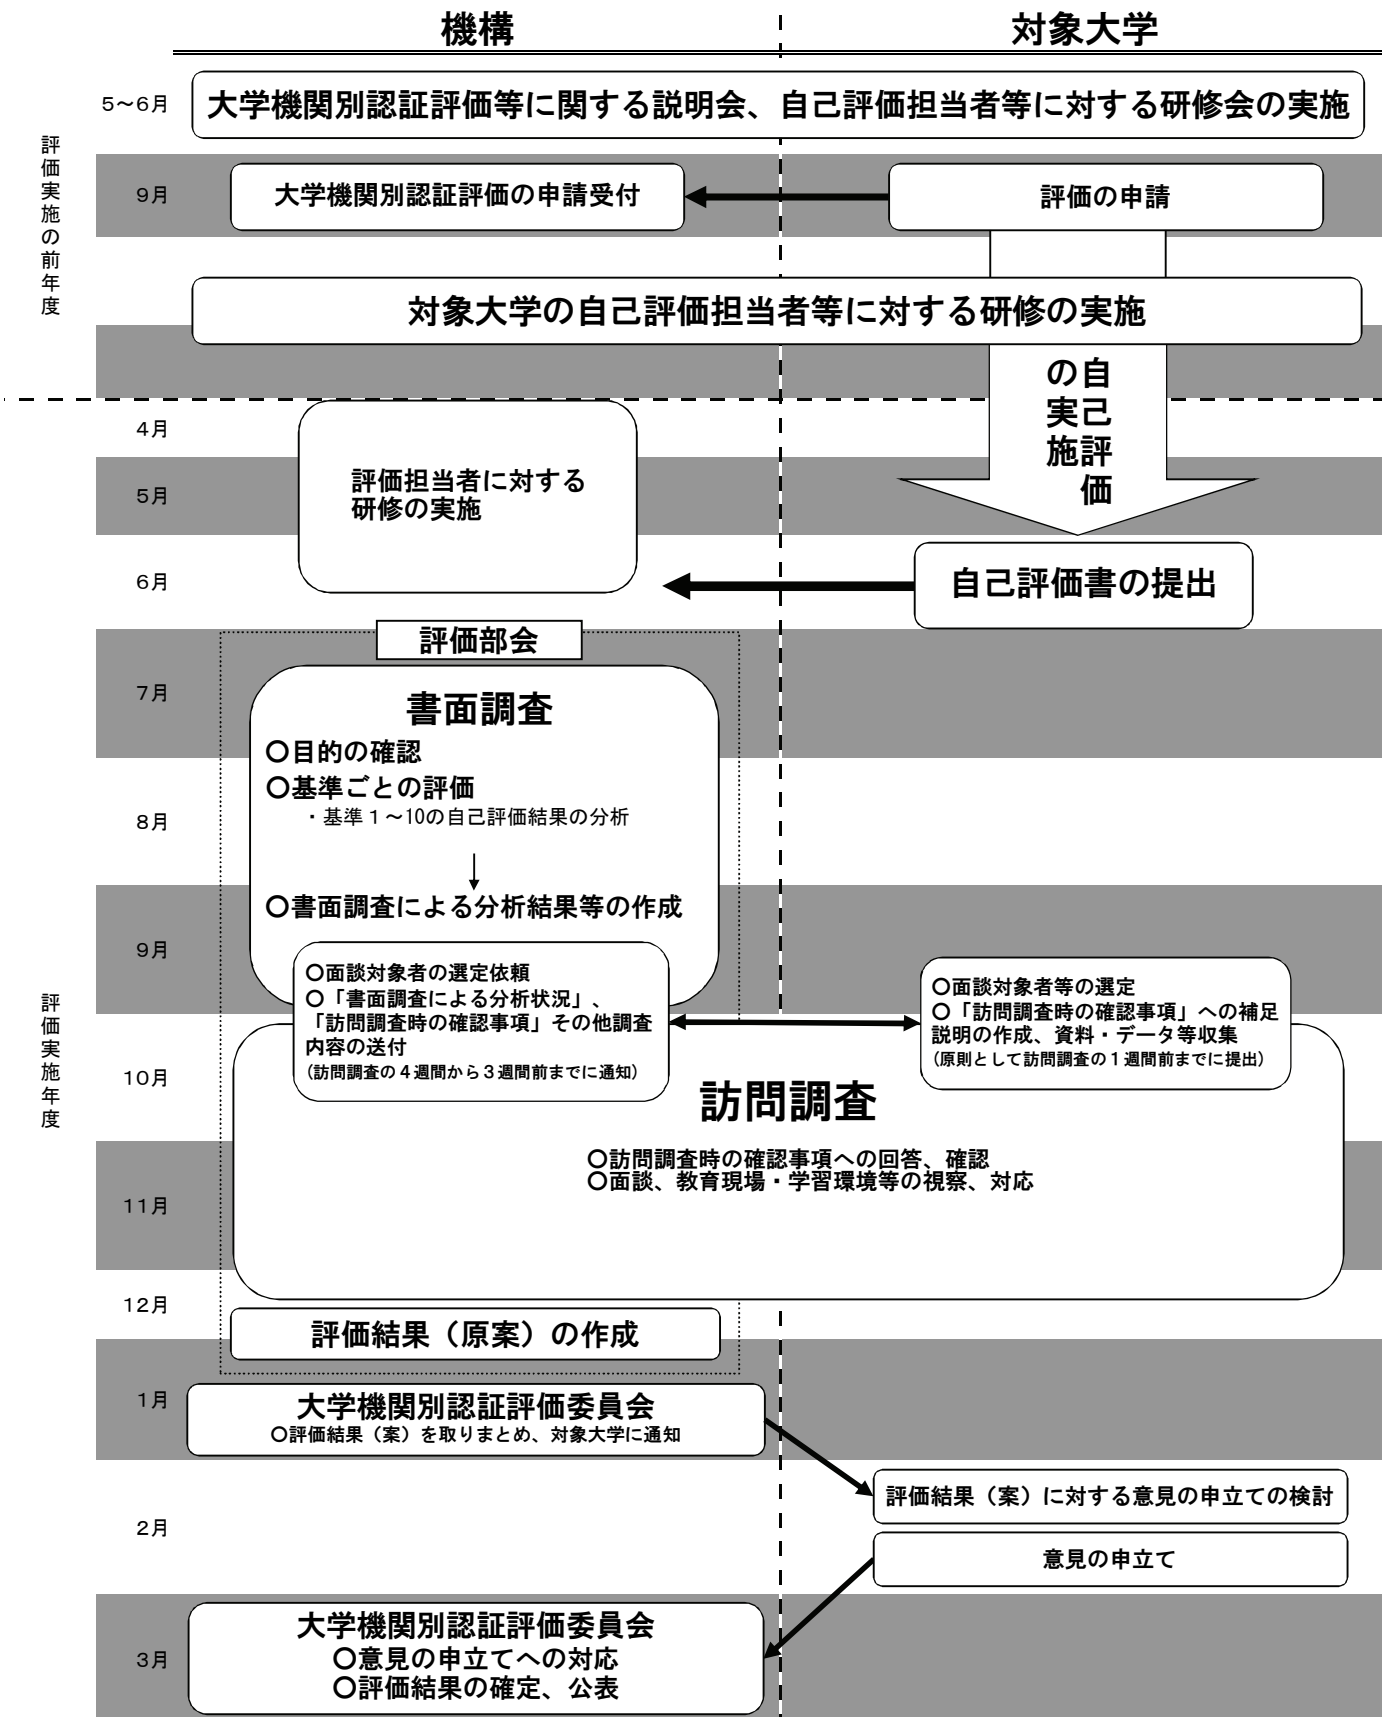 機構
対象大学
評価実施の前年度
5～6月
大学機関別認証評価等に関する説明会、自己評価担当者等に対する研修会の実施
9月
大学機関別認証評価の申請受付
評価の申請
対象大学の自己評価担当者等に対する研修の実施
自己評価
の実施
評価実施年度
4月
5月
評価担当者に対する
研修の実施
6月
自己評価書の提出
評価部会
7月
書面調査
○目的の確認
○基準ごとの評価
8月
・基準１～10の自己評価結果の分析
○書面調査による分析結果等の作成
9月
○面談対象者の選定依頼
○「書面調査による分析状況」、
「訪問調査時の確認事項」その他調査
内容の送付
(訪問調査の４週間から３週間前までに通知)
○面談対象者等の選定
○「訪問調査時の確認事項」への補足
説明の作成、資料・データ等収集
(原則として訪問調査の１週間前までに提出)
10月
訪問調査
○訪問調査時の確認事項への回答、確認
○面談、教育現場・学習環境等の視察、対応
11月
12月
評価結果（原案）の作成
1月
大学機関別認証評価委員会
○評価結果（案）を取りまとめ、対象大学に通知
評価結果（案）に対する意見の申立ての検討
2月
意見の申立て
3月
大学機関別認証評価委員会
○意見の申立てへの対応
○評価結果の確定、公表